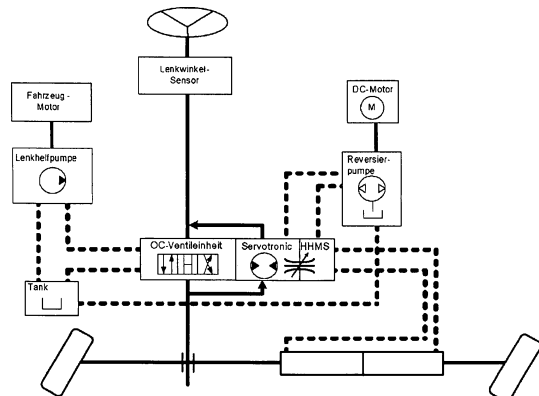 Lenkwinkel-
Sensor
Fahrzeug-
Motor
DC-Motor
M
Lenkhelfpumpe
Reversier-
pumpe
OC-Ventileinheit
Servotronic
HHMS
Tank